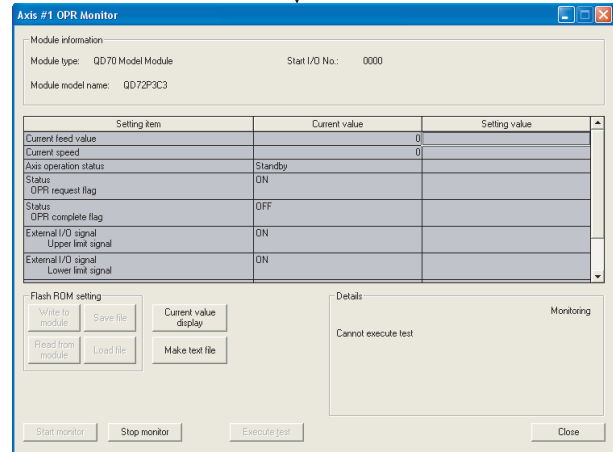 Axis #1 OPR Monitor
Module information
Module type: QD70 Model Module Start I/O No.: 0000
Module model name: QD72P3C3
Setting item Current value Setting value
Current feed value 0
Current speed 0
Axis operation status Standby
Status ON
OPR request flag
Status OFF
OPR complete flag
External I/O signal ON
Upper limit signal
External I/O signal ON
Lower limit signal
Flash ROM setting
Write to module
Save file
Current value display
Read from module
Load file
Make text file
Details
Monitoring
Cannot execute test
Start monitor Stop monitor Execute test Close